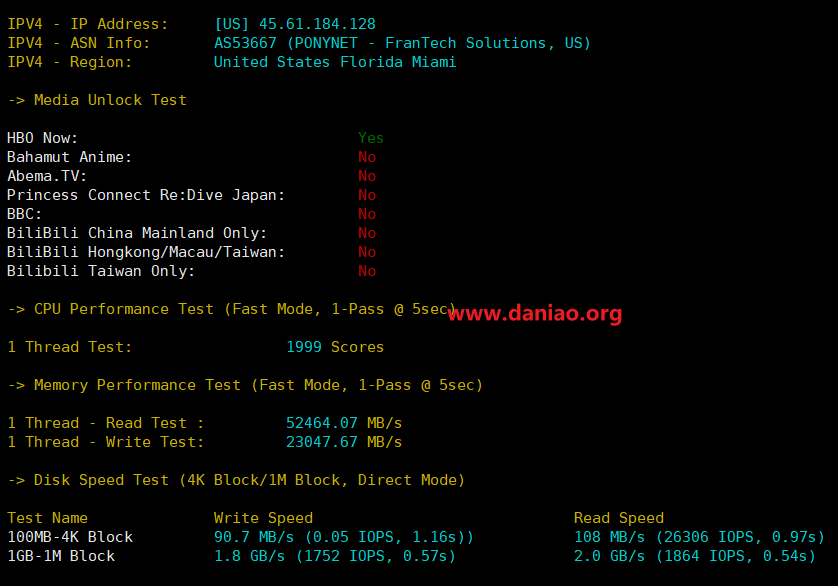 IPV4 - IP Address: [US] 45.61.184.128
IPV4 - ASN Info: AS53667 (PONYNET - FranTech Solutions, US)
IPV4 - Region: United States Florida Miami
-> Media Unlock Test
HBO Now: Yes
Bahamut Anime: No
Abema.TV: No
Princess Connect Re:Dive Japan: No
BBC: No
BiliBili China Mainland Only: No
BiliBili Hongkong/Macau/Taiwan: No
Bilibili Taiwan Only: No
-> CPU Performance Test (Fast Mode, 1-Pass @ 5sec)
www.daniao.org
1 Thread Test: 1999 Scores
-> Memory Performance Test (Fast Mode, 1-Pass @ 5sec)
1 Thread - Read Test : 52464.07 MB/s
1 Thread - Write Test: 23047.67 MB/s
-> Disk Speed Test (4K Block/1M Block, Direct Mode)
Test Name Write Speed Read Speed
100MB-4K Block 90.7 MB/s (0.05 IOPS, 1.16s)) 108 MB/s (26306 IOPS, 0.97s)
1GB-1M Block 1.8 GB/s (1752 IOPS, 0.57s) 2.0 GB/s (1864 IOPS, 0.54s)